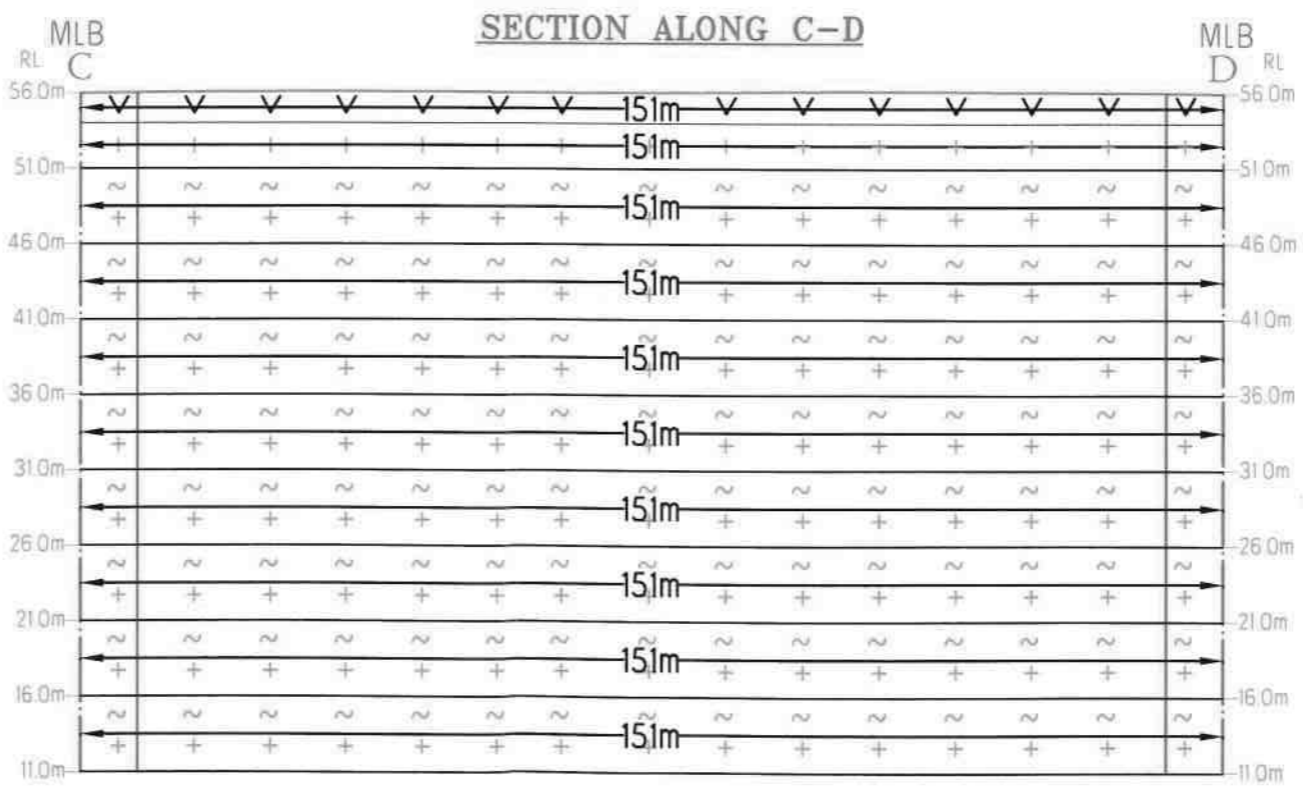 SECTION ALONG C-D
MLB MLB
RL C D RL
56.0m 151m 56.0m
151m
51.0m 51.0m
151m
46.0m 46.0m
151m
41.0m 41.0m
151m
36.0m 36.0m
151m
31.0m 31.0m
151m
26.0m 26.0m
151m
21.0m 21.0m
151m
16.0m 16.0m
151m
11.0m 11.0m